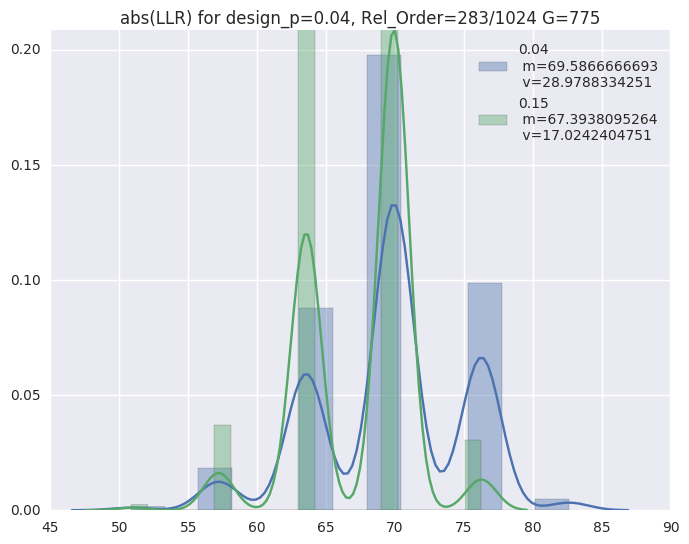 abs(LLR) for design_p=0.04, Rel_Order=283/1024 G=775
0.04
m=69.5866666693
v=28.9788334251
0.15
m=67.3938095264
v=17.0242404751
0.20
0.15
0.10
0.05
0.00
45 50 55 60 65 70 75 80 85 90